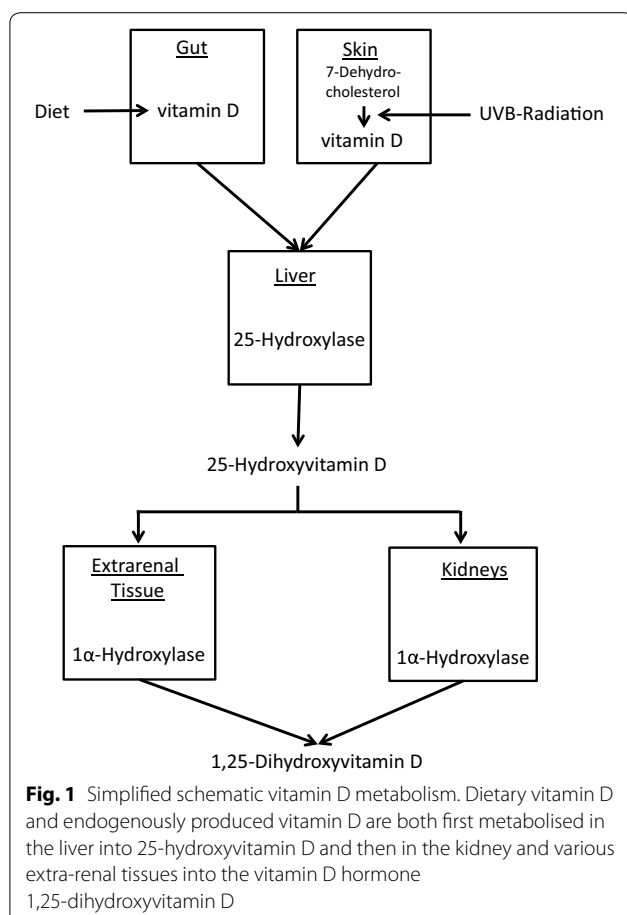 Gut
Skin
7-Dehydro-
cholesterol
Diet
vitamin D
vitamin D
UVB-Radiation
Liver
25-Hydroxylase
25-Hydroxyvitamin D
Extrarenal
Tissue
1α-Hydroxylase
Kidneys
1α-Hydroxylase
1,25-Dihydroxyvitamin D
Fig. 1 Simplified schematic vitamin D metabolism. Dietary vitamin D
and endogenously produced vitamin D are both first metabolised in
the liver into 25-hydroxyvitamin D and then in the kidney and various
extra-renal tissues into the vitamin D hormone
1,25-dihydroxyvitamin D